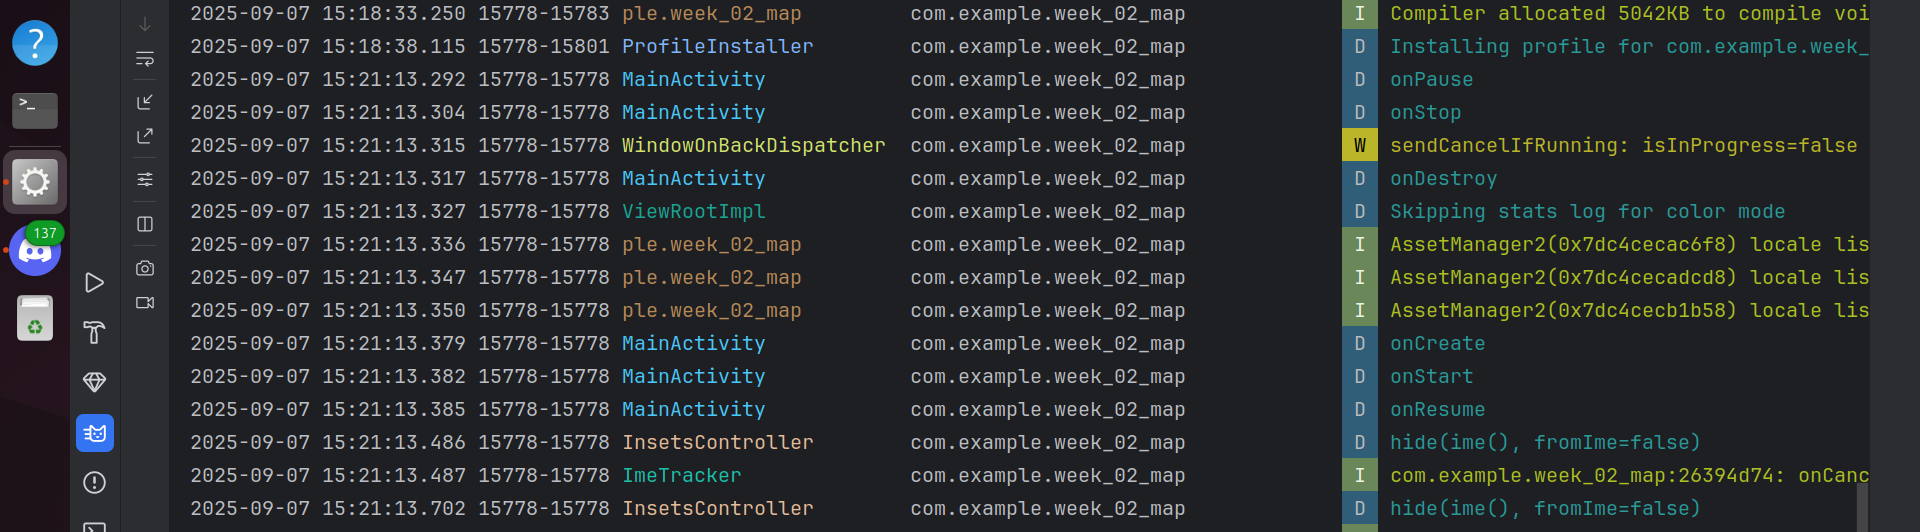 2025-09-07 15:18:33.250 15778-15783 ple.week_02_map com.example.week_02_map I Compiler allocated 5042KB to compile voi
2025-09-07 15:18:38.115 15778-15801 ProfileInstaller com.example.week_02_map D Installing profile for com.example.week_
2025-09-07 15:21:13.292 15778-15778 MainActivity com.example.week_02_map D onPause
2025-09-07 15:21:13.304 15778-15778 MainActivity com.example.week_02_map D onStop
2025-09-07 15:21:13.315 15778-15778 WindowOnBackDispatcher com.example.week_02_map W sendCancelIfRunning: isInProgress=false
2025-09-07 15:21:13.317 15778-15778 MainActivity com.example.week_02_map D onDestroy
2025-09-07 15:21:13.327 15778-15778 ViewRootImpl com.example.week_02_map D Skipping stats log for color mode
2025-09-07 15:21:13.336 15778-15778 ple.week_02_map com.example.week_02_map I AssetManager2(0x7dc4cecac6f8) locale lis
2025-09-07 15:21:13.347 15778-15778 ple.week_02_map com.example.week_02_map I AssetManager2(0x7dc4cecadcd8) locale lis
2025-09-07 15:21:13.350 15778-15778 ple.week_02_map com.example.week_02_map I AssetManager2(0x7dc4cecb1b58) locale lis
2025-09-07 15:21:13.379 15778-15778 MainActivity com.example.week_02_map D onCreate
2025-09-07 15:21:13.382 15778-15778 MainActivity com.example.week_02_map D onStart
2025-09-07 15:21:13.385 15778-15778 MainActivity com.example.week_02_map D onResume
2025-09-07 15:21:13.486 15778-15778 InsetsController com.example.week_02_map D hide(ime(), fromIme=false)
2025-09-07 15:21:13.487 15778-15778 ImeTracker com.example.week_02_map I com.example.week_02_map:26394d74: onCanc
2025-09-07 15:21:13.702 15778-15778 InsetsController com.example.week_02_map D hide(ime(), fromIme=false)
?
>_
137